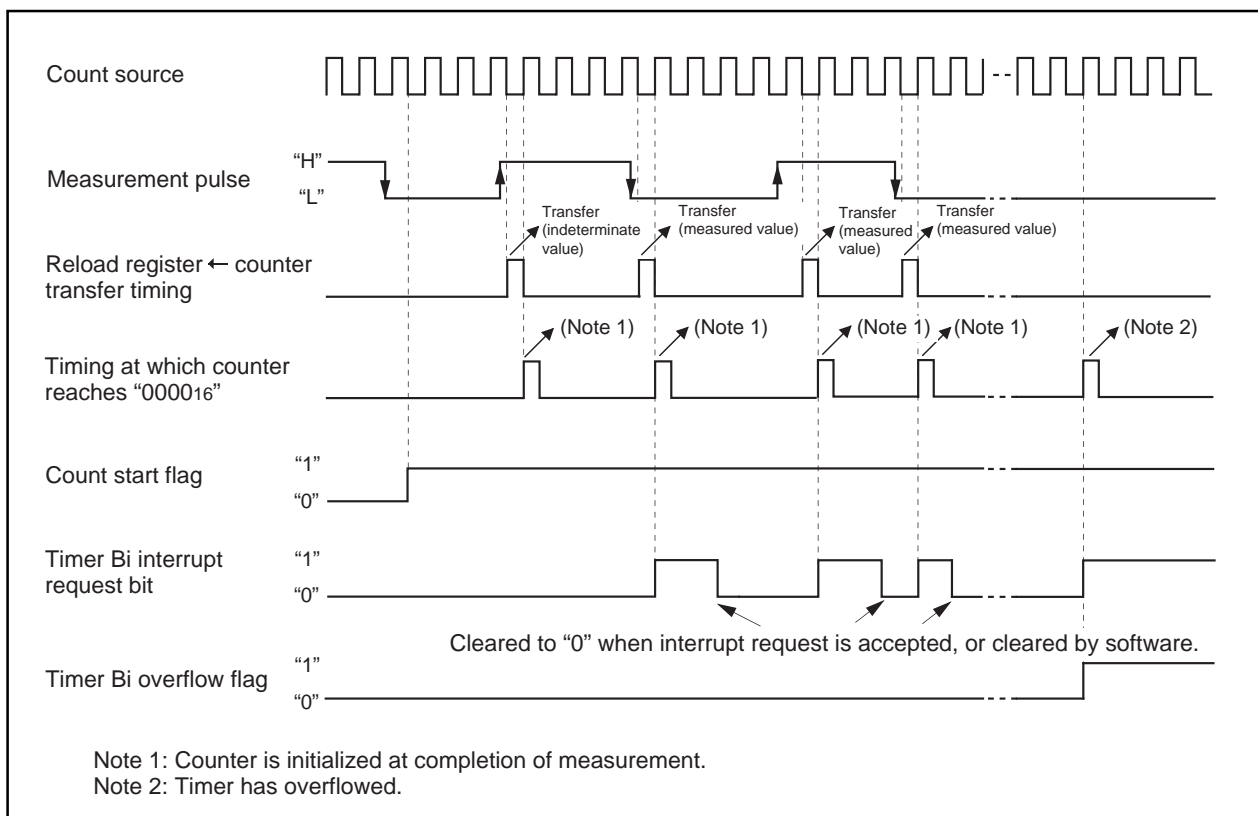 Count source
“H”
Measurement pulse
“L”
Transfer
(indeterminate
value)
Transfer
(measured value)
Transfer
(measured
value)
Transfer
(measured value)
Reload register ← counter
transfer timing
(Note 1)
(Note 1)
(Note 1)
(Note 1)
(Note 2)
Timing at which counter
reaches “000016”
Count start flag
“1”
“0”
Timer Bi interrupt
request bit
“1”
“0”
Cleared to “0” when interrupt request is accepted, or cleared by software.
Timer Bi overflow flag
“1”
“0”
Note 1: Counter is initialized at completion of measurement.
Note 2: Timer has overflowed.